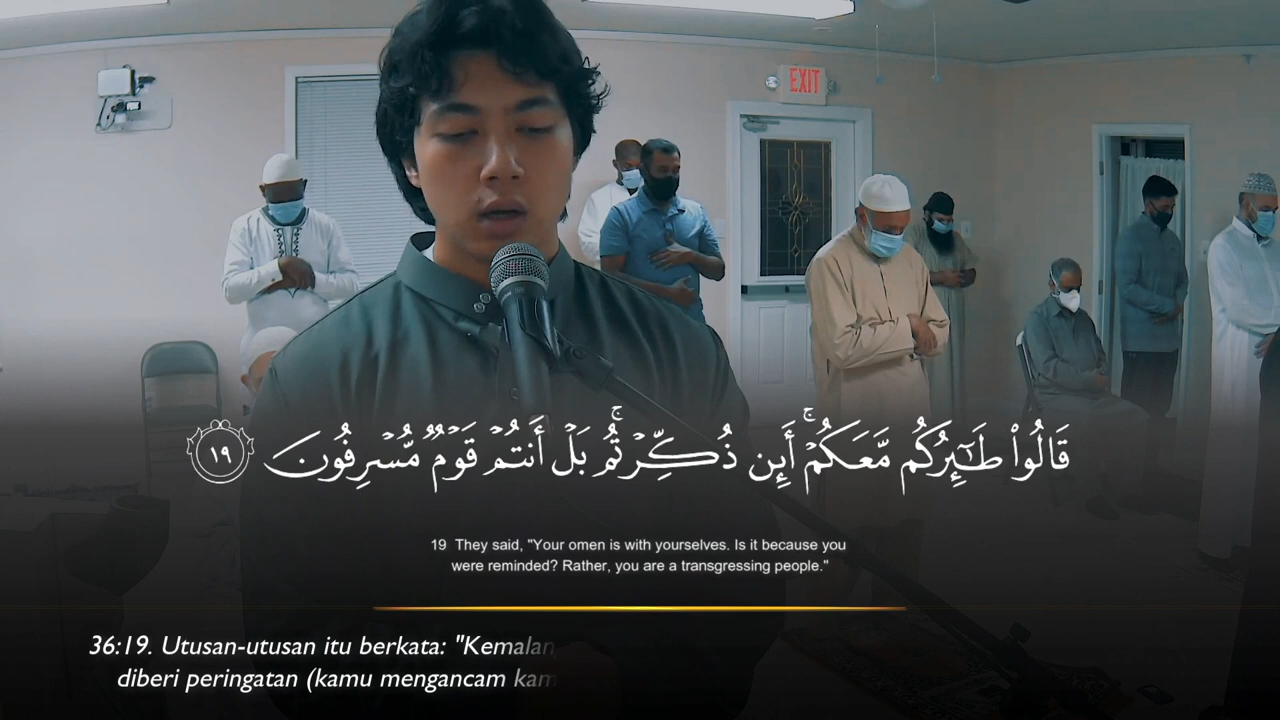 EXIT
قَالُوا۟ طَـٰٓئِرُكُم مَّعَكُمْ ۚ أَئِن ذُكِّرْتُم ۚ بَلْ أَنتُمْ قَوْمٌ مُّسْرِفُونَ ١٩
19 They said, "Your omen is with yourselves. Is it because you
were reminded? Rather, you are a transgressing people."
36:19. Utusan-utusan itu berkata: "Kemalan
diberi peringatan (kamu mengancam kam